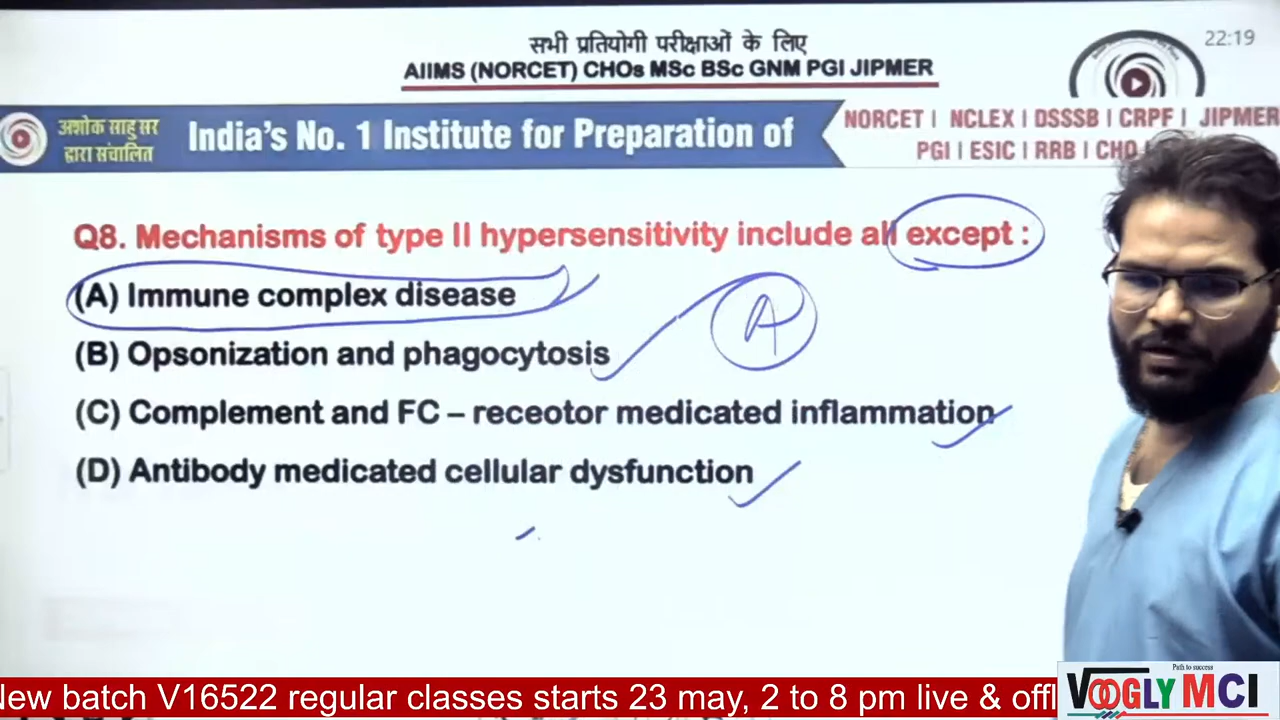 सभी प्रतियोगी परीक्षाओं के लिए
22:19
AIIMS (NORCET) CHOs MSc BSc GNM PGI JIPMER
अशोक साहु सर
द्वारा संचालित
India's No. 1 Institute for Preparation of
NORCET I NCLEX I DSSSB I CRPF I JIPMER
PGI I ESIC I RRB I CHO
Q8. Mechanisms of type II hypersensitivity include all except :
(A) Immune complex disease
A
(B) Opsonization and phagocytosis
(C) Complement and FC – receotor medicated inflammation
(D) Antibody medicated cellular dysfunction
New batch V16522 regular classes starts 23 may, 2 to 8 pm live & offl
Path to success
VOOGLY MCI